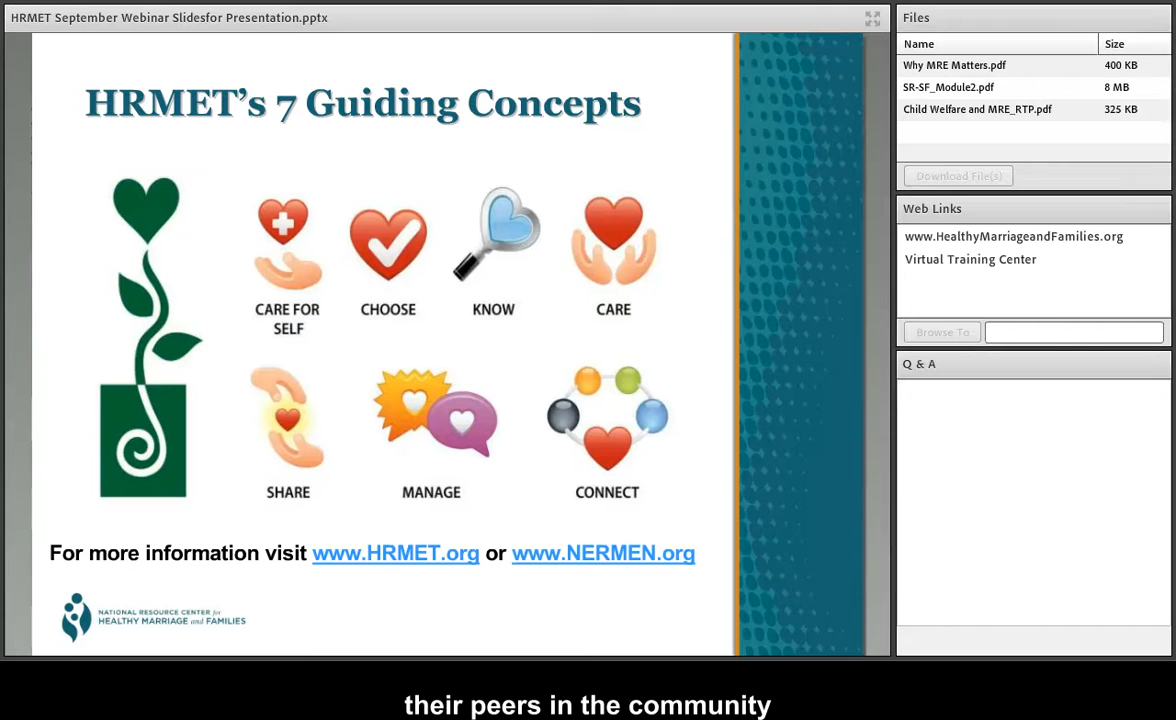 HRMET September Webinar Slidesfor Presentation.pptx
HRMET's 7 Guiding Concepts
CARE FOR
SELF
CHOOSE
KNOW
CARE
SHARE
MANAGE
CONNECT
For more information visit www.HRMET.org or www.NERMEN.org
NATIONAL RESOURCE CENTER for
HEALTHY MARRIAGE and FAMILIES
Files
Name Size
Why MRE Matters.pdf 400 KB
SR-SF_Module2.pdf 8 MB
Child Welfare and MRE_RTP.pdf 325 KB
Download File(s)
Web Links
www.HealthyMarriageandFamilies.org
Virtual Training Center
Browse To
Q & A
their peers in the community